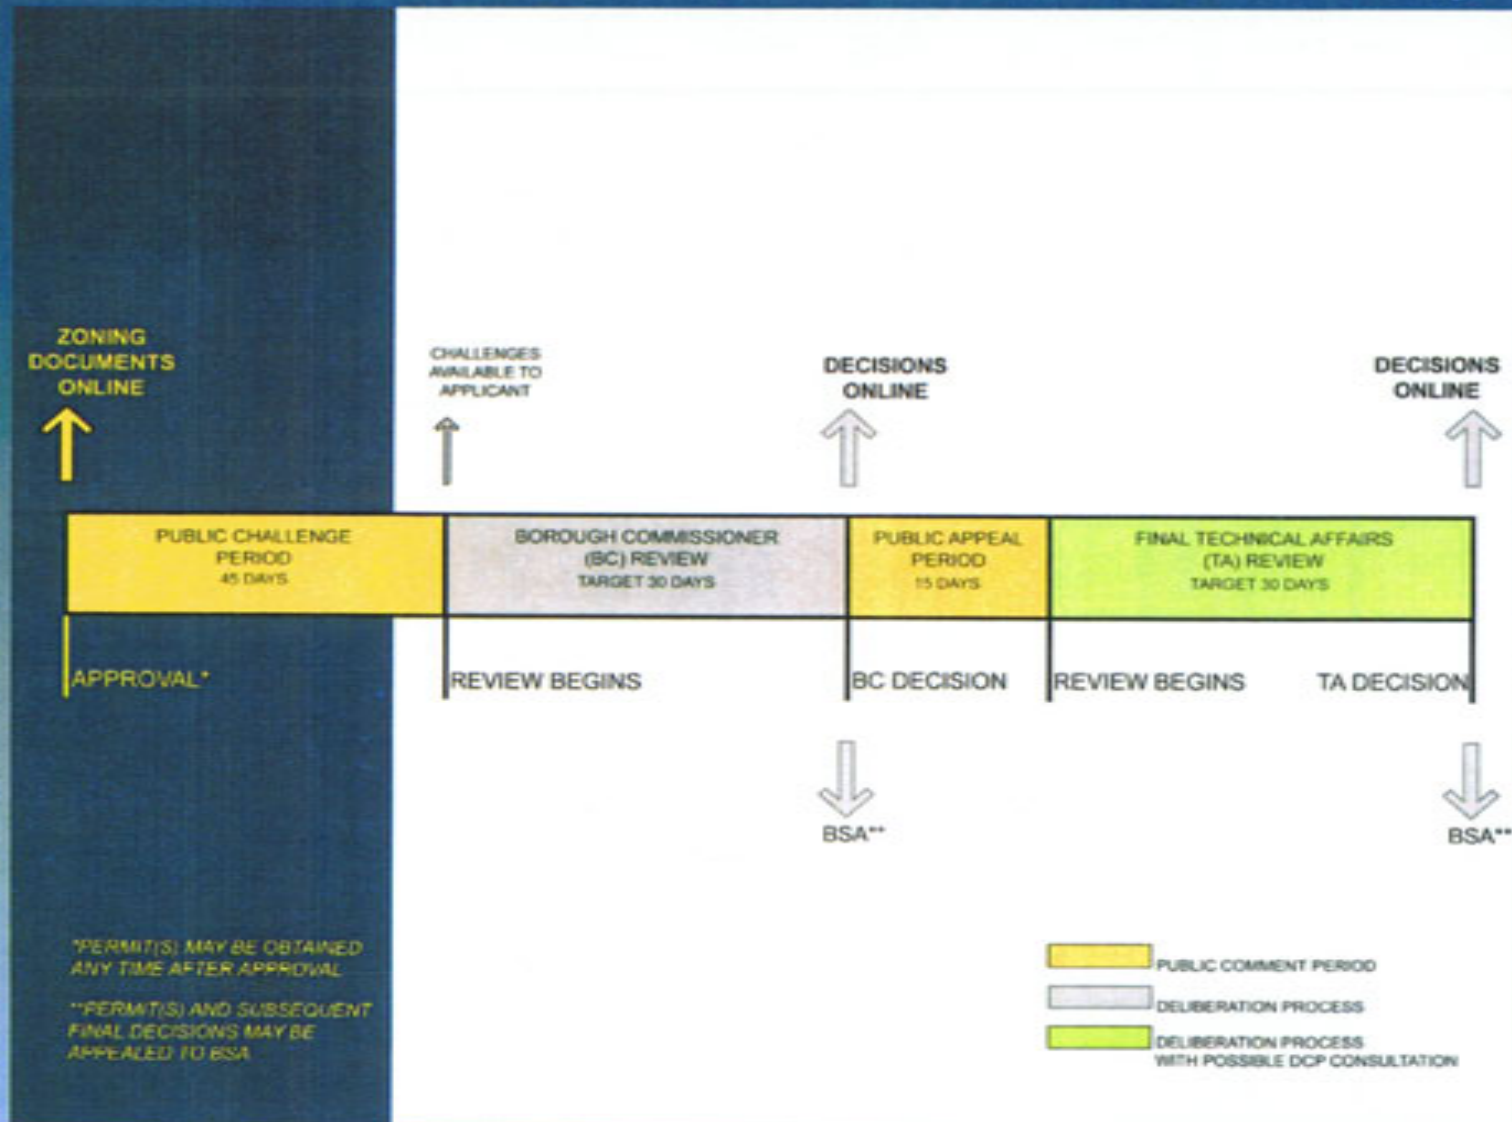 ZONING
DOCUMENTS
ONLINE
CHALLENGES
AVAILABLE TO
APPLICANT
DECISIONS
ONLINE
DECISIONS
ONLINE
PUBLIC CHALLENGE
PERIOD
45 DAYS
BOROUGH COMMISSIONER
(BC) REVIEW
TARGET 30 DAYS
PUBLIC APPEAL
PERIOD
15 DAYS
FINAL TECHNICAL AFFAIRS
(TA) REVIEW
TARGET 30 DAYS
APPROVAL*
REVIEW BEGINS
BC DECISION
REVIEW BEGINS
TA DECISION
BSA**
BSA**
*PERMIT(S) MAY BE OBTAINED
ANY TIME AFTER APPROVAL
**PERMIT(S) AND SUBSEQUENT
FINAL DECISIONS MAY BE
APPEALED TO BSA
PUBLIC COMMENT PERIOD
DELIBERATION PROCESS
DELIBERATION PROCESS
WITH POSSIBLE DCP CONSULTATION